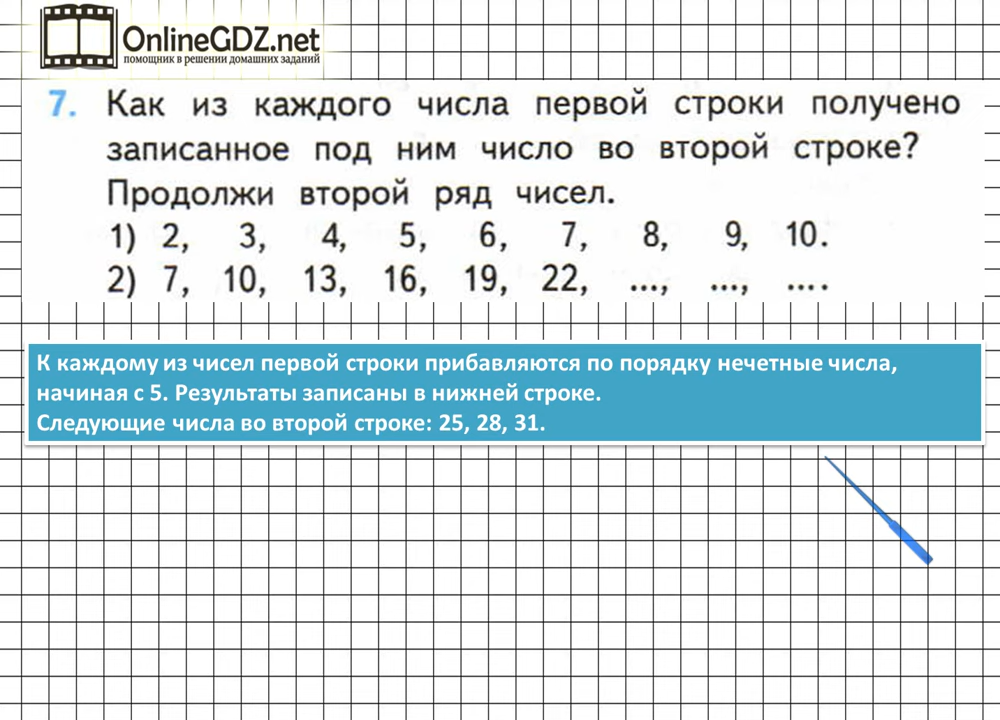 OnlineGDZ.net
помощник в решении домашних заданий
7. Как из каждого числа первой строки получено
записанное под ним число во второй строке?
Продолжи второй ряд чисел.
1) 2, 3, 4, 5, 6, 7, 8, 9, 10.
2) 7, 10, 13, 16, 19, 22, ..., ..., ... .
К каждому из чисел первой строки прибавляются по порядку нечетные числа,
начиная с 5. Результаты записаны в нижней строке.
Следующие числа во второй строке: 25, 28, 31.